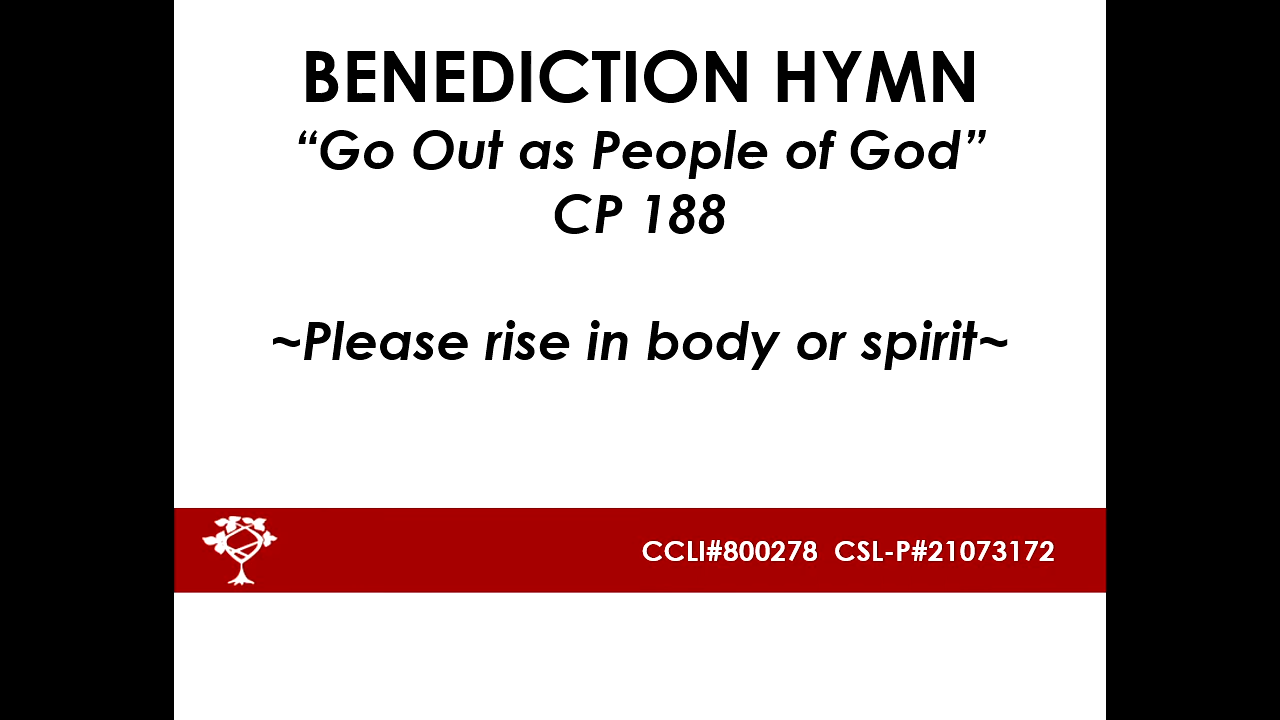 BENEDICTION HYMN
“Go Out as People of God”
CP 188
~Please rise in body or spirit~
CCLI#800278 CSL-P#21073172